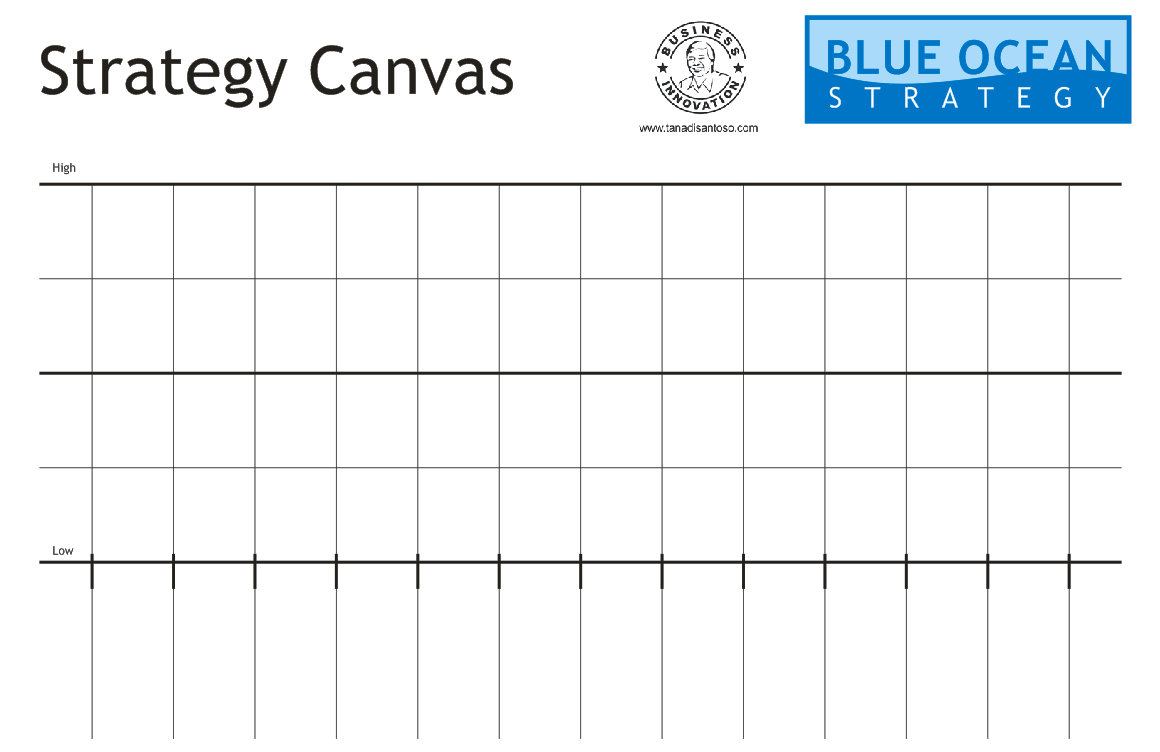 Strategy Canvas
BUSINESS
INNOVATION
www.tanadisantoso.com
BLUE OCEAN
STRATEGY
High
Low